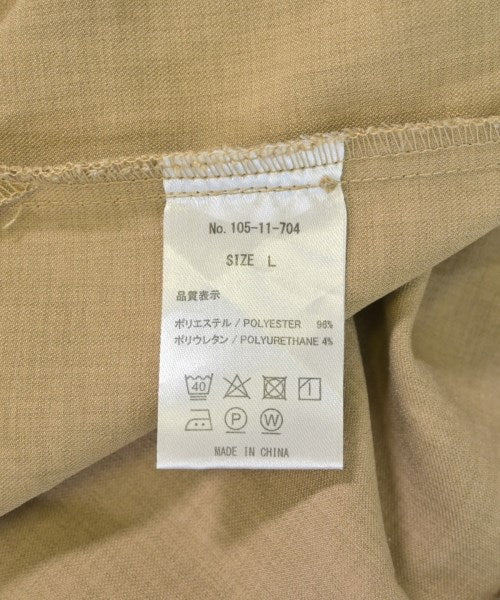 No. 105-11-704
SIZE L
品質表示
ポリエステル / POLYESTER 96%
ポリウレタン / POLYURETHANE 4%
40
P W
MADE IN CHINA